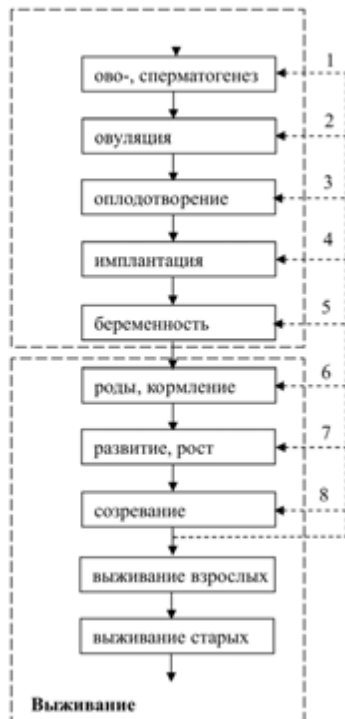 1
ово-, сперматогенез
2
овуляция
3
оплодотворение
4
имплантация
5
беременность
6
роды, кормление
7
развитие, рост
8
созревание
выживание взрослых
выживание старых
Выживание